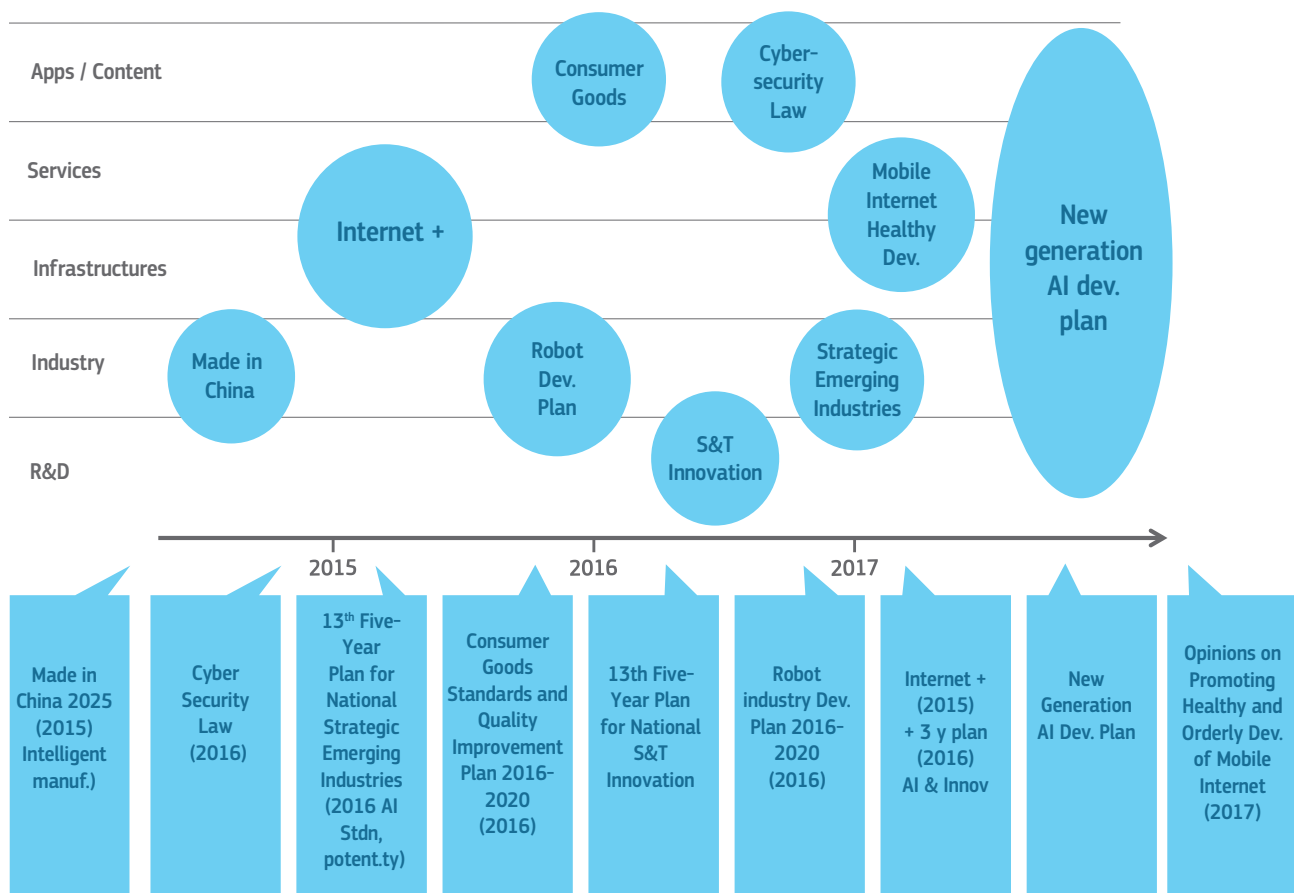 Apps / Content
Services
Infrastructures
Industry
R&D
Consumer
Goods
Cyber-
security
Law
Internet +
Mobile
Internet
Healthy
Dev.
New
generation
AI dev.
plan
Made in
China
Robot
Dev.
Plan
Strategic
Emerging
Industries
S&T
Innovation
2015
2016
2017
Made in
China 2025
(2015)
Intelligent
manuf.)
Cyber
Security
Law
(2016)
13th Five-
Year
Plan for
National
Strategic
Emerging
Industries
(2016 AI
Stdn,
potent.ty)
Consumer
Goods
Standards and
Quality
Improvement
Plan 2016-
2020
(2016)
13th Five-
Year Plan
for National
S&T
Innovation
Robot
industry Dev.
Plan 2016-
2020
(2016)
Internet +
(2015)
+ 3 y plan
(2016)
AI & Innov
New
Generation
AI Dev. Plan
Opinions on
Promoting
Healthy and
Orderly Dev.
of Mobile
Internet
(2017)